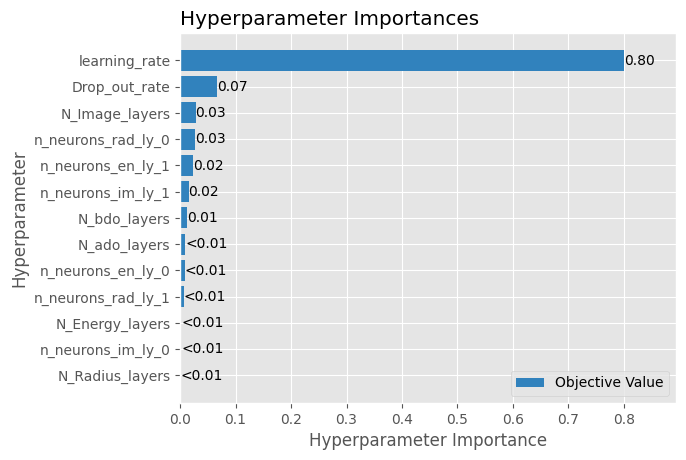 Hyperparameter Importances
Hyperparameter
learning_rate 0.80
Drop_out_rate 0.07
N_Image_layers 0.03
n_neurons_rad_ly_0 0.03
n_neurons_en_ly_1 0.02
n_neurons_im_ly_1 0.02
N_bdo_layers 0.01
N_ado_layers <0.01
n_neurons_en_ly_0 <0.01
n_neurons_rad_ly_1 <0.01
N_Energy_layers <0.01
n_neurons_im_ly_0 <0.01
N_Radius_layers <0.01
Objective Value
0.0 0.1 0.2 0.3 0.4 0.5 0.6 0.7 0.8
Hyperparameter Importance